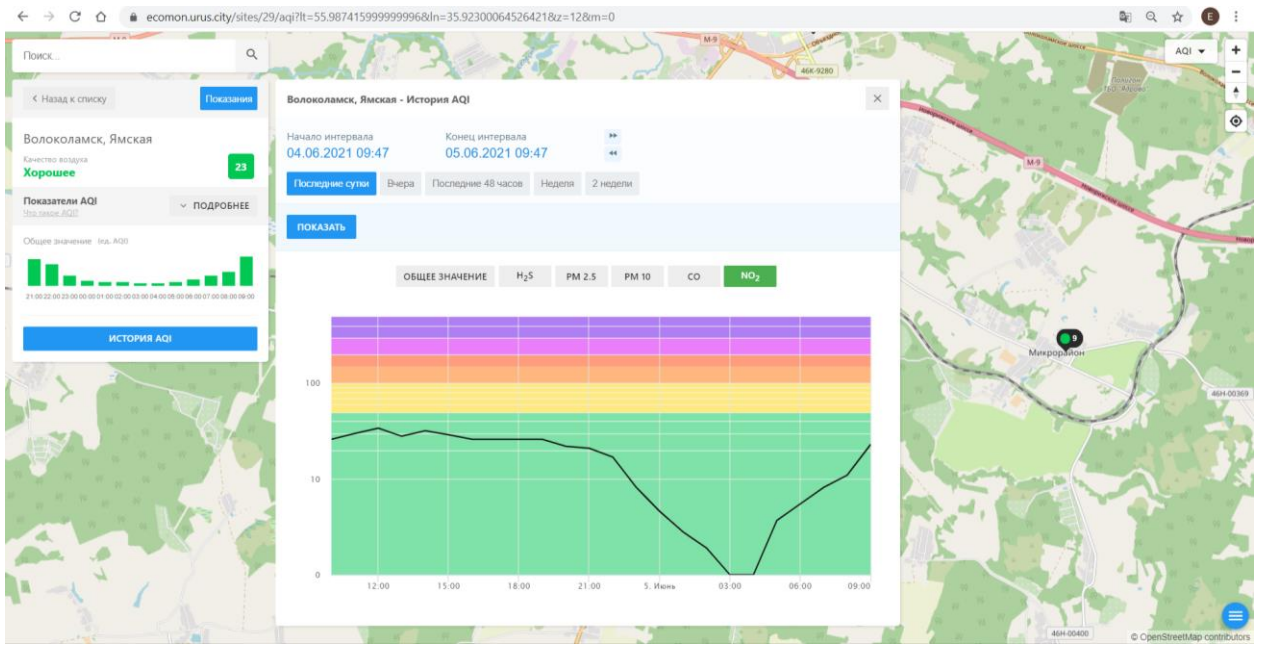 ecomon.urus.city/sites/29/aqi?lt=55.987415999999996&ln=35.92300064526421&z=12&m=0
E
Поиск...
М-9
46К-9280
AQI
Назад к списку
Показания
Волоколамск, Ямская
Качество воздуха
Хорошее
23
Показатели AQI
Что такое AQI?
ПОДРОБНЕЕ
Общее значение (ед. AQI)
21:00 22:00 23:00 00:00 01:00 02:00 03:00 04:00 05:00 06:00 07:00 08:00 09:00
ИСТОРИЯ AQI
Волоколамск, Ямская - История AQI
Начало интервала
Конец интервала
04.06.2021 09:47
05.06.2021 09:47
Последние сутки
Вчера
Последние 48 часов
Неделя
2 недели
ПОКАЗАТЬ
ОБЩЕЕ ЗНАЧЕНИЕ
H₂S
PM 2.5
PM 10
CO
NO₂
100
10
0
12:00
15:00
18:00
21:00
5. Июнь
03:00
06:00
09:00
М-9
Новорижское шоссе
9
Микрорайон
46Н-00369
46Н-00400
© OpenStreetMap contributors